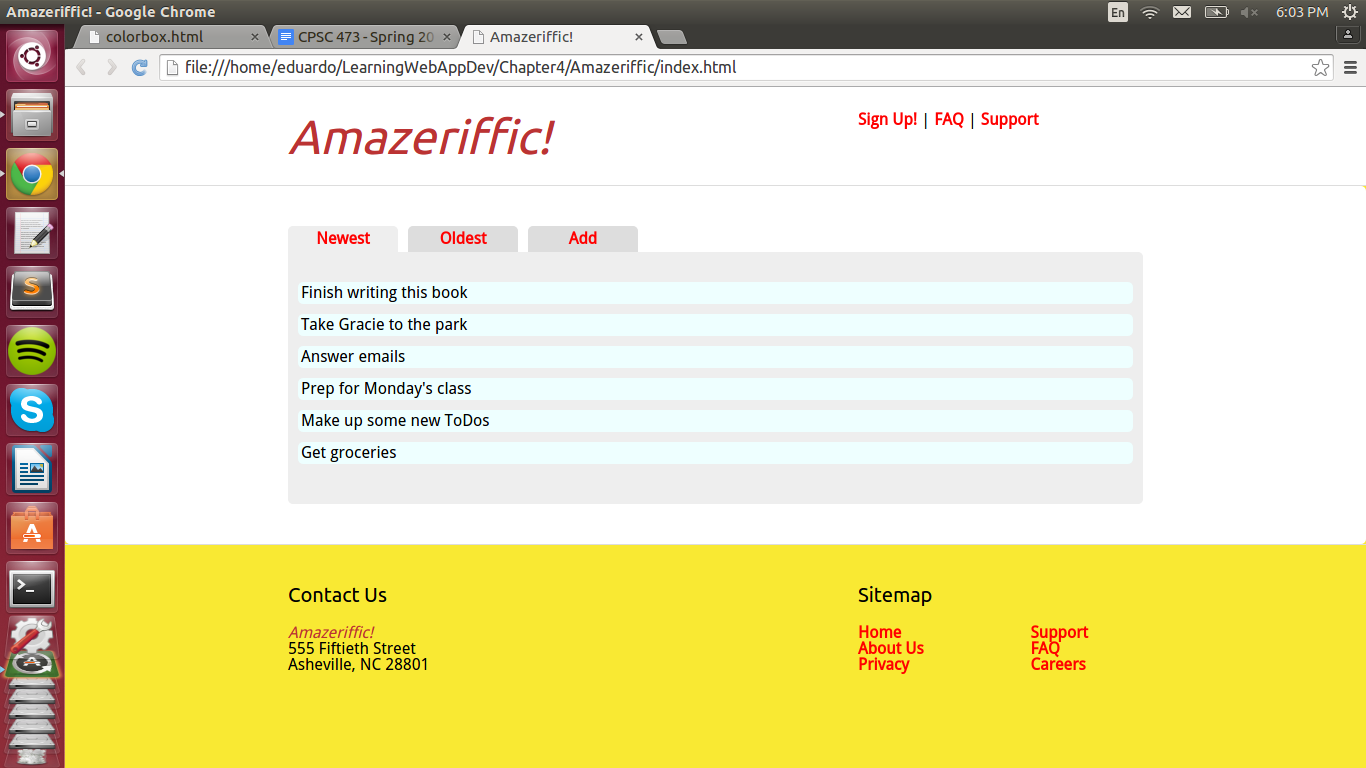 Amazeriffic! - Google Chrome
En
6:03 PM
colorbox.html
CPSC 473 - Spring 20
Amazeriffic!
file:///home/eduardo/LearningWebAppDev/Chapter4/Amazeriffic/index.html
Amazeriffic!
Sign Up! | FAQ | Support
Newest
Oldest
Add
Finish writing this book
Take Gracie to the park
Answer emails
Prep for Monday's class
Make up some new ToDos
Get groceries
Contact Us
Amazeriffic!
555 Fiftieth Street
Asheville, NC 28801
Sitemap
Home
About Us
Privacy
Support
FAQ
Careers